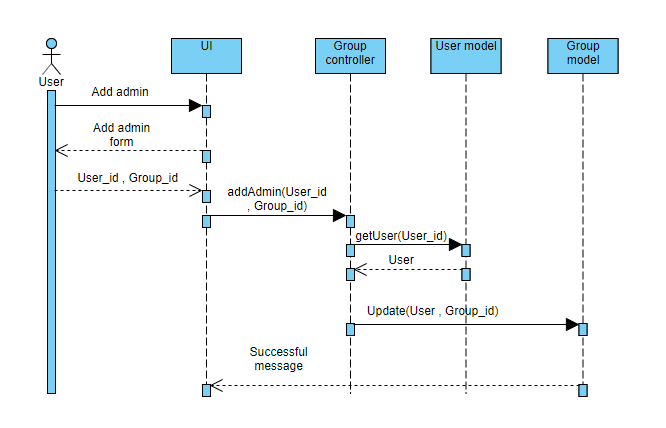 UI
Group
controller
User model
Group
model
User
Add admin
Add admin
form
User_id , Group_id
addAdmin(User_id
, Group_id)
getUser(User_id)
User
Update(User , Group_id)
Successful
message